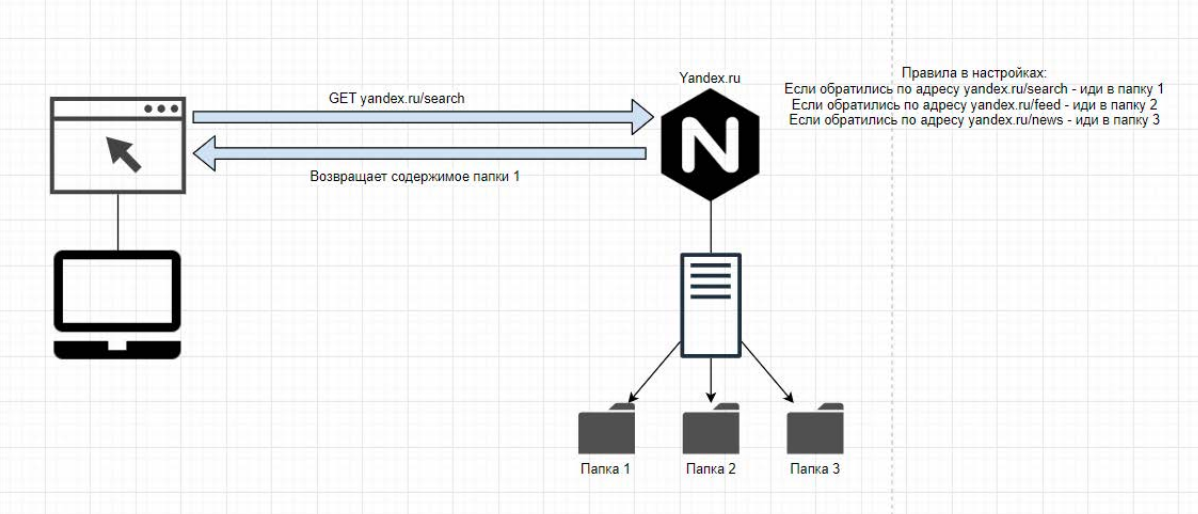 Yandex.ru
Правила в настройках:
Если обратились по адресу yandex.ru/search - иди в папку 1
Если обратились по адресу yandex.ru/feed - иди в папку 2
Если обратились по адресу yandex.ru/news - иди в папку 3
GET yandex.ru/search
Возвращает содержимое папки 1
Папка 1
Папка 2
Папка 3